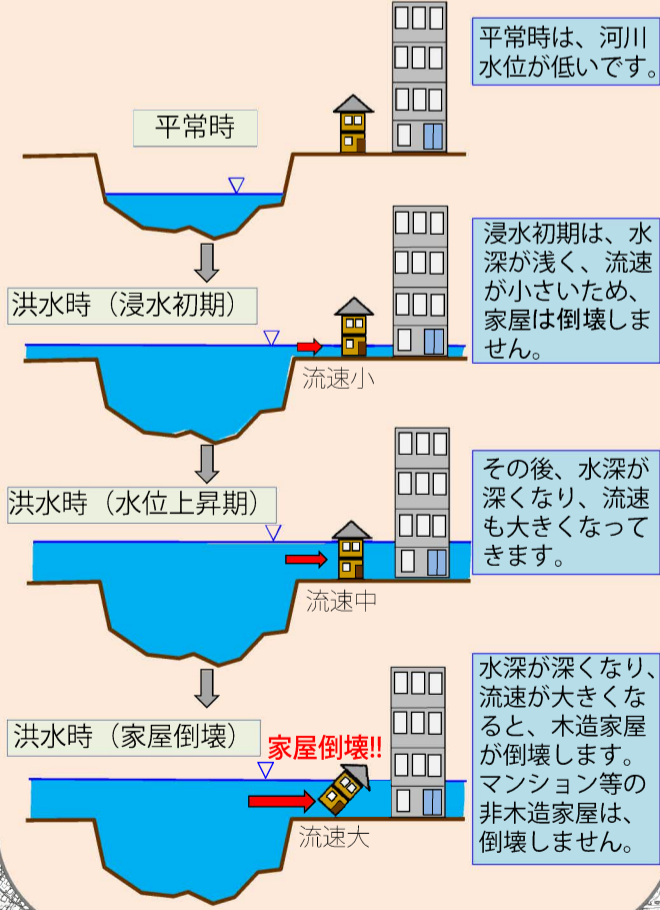 平常時は、河川
水位が低いです。
平常時
浸水初期は、水
深が浅く、流速
が小さいため、
家屋は倒壊しま
せん。
洪水時（浸水初期）
流速小
その後、水深が
深くなり、流速
も大きくなって
きます。
洪水時（水位上昇期）
流速中
水深が深くなり、
流速が大きくな
ると、木造家屋
が倒壊します。
マンション等の
非木造家屋は、
倒壊しません。
洪水時（家屋倒壊）
家屋倒壊!!
流速大